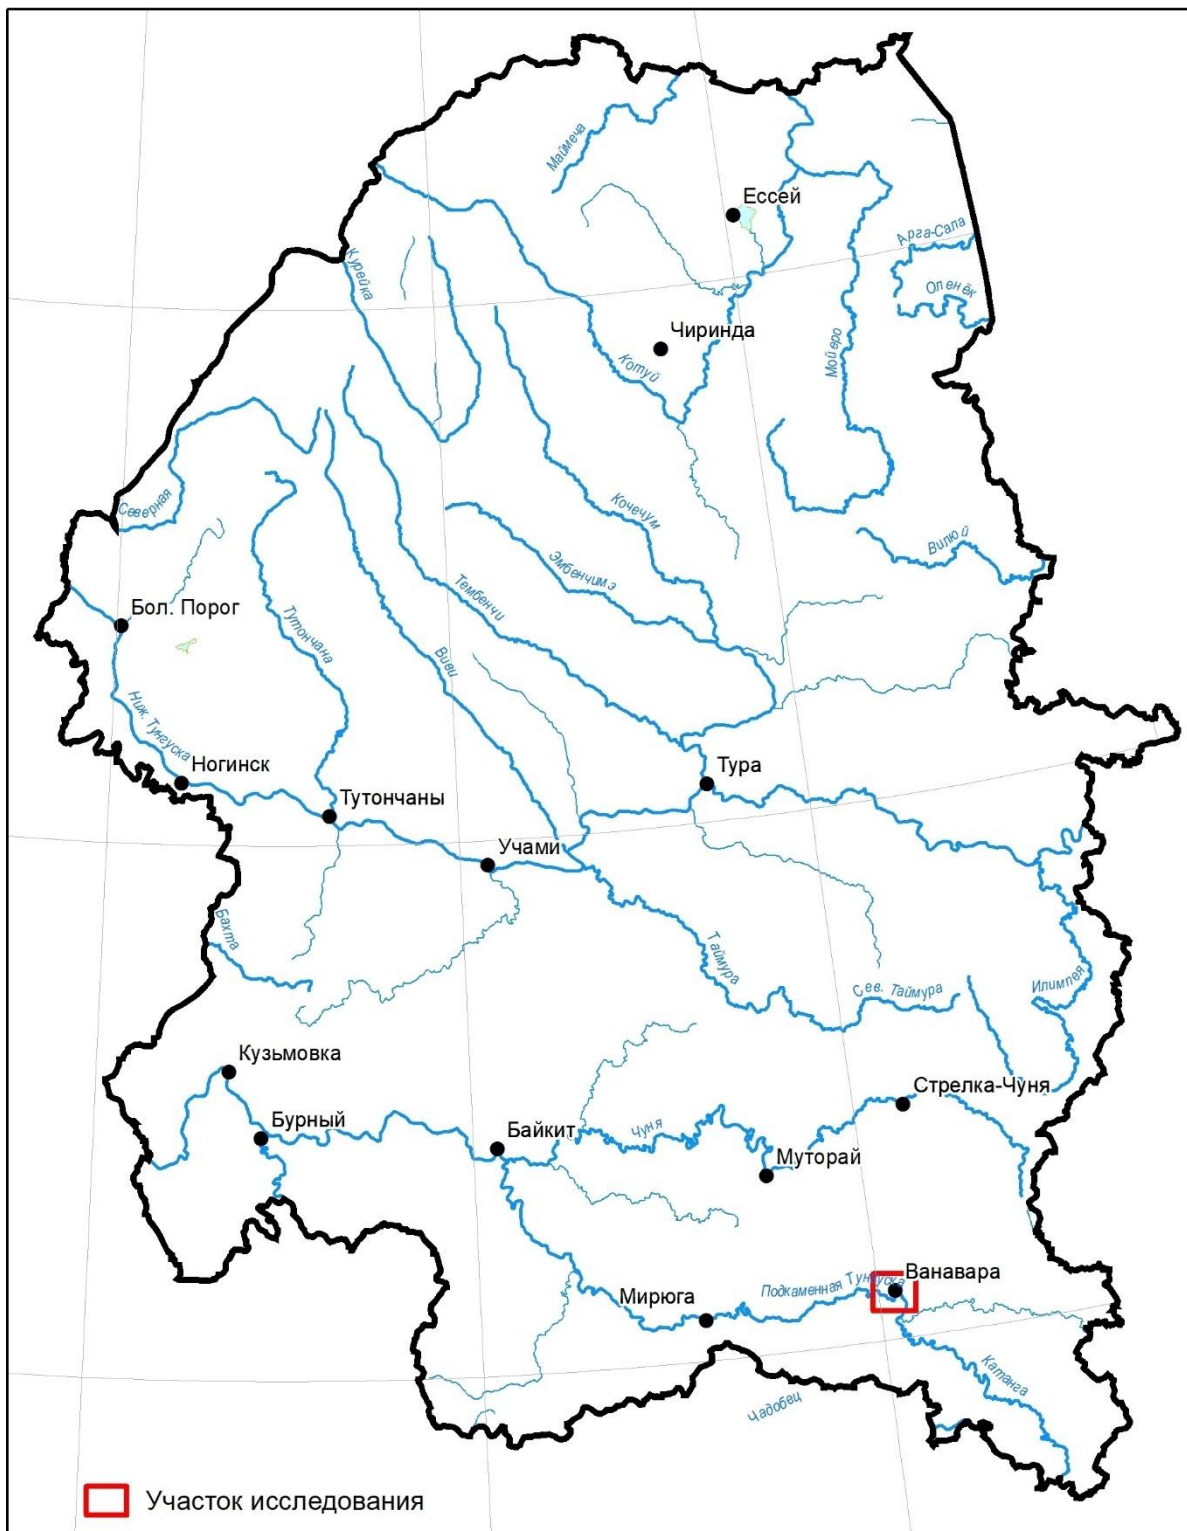 Маймеча
Ессей
Арга-Сала
Курейка
Оленёк
Чиринда
Мойеро
Котуй
Северная
Кочечум
Вилюй
Эмбенчимэ
Тембенчи
Бол. Порог
Тутончана
Виви
Ниж. Тунгуска
Ногинск
Тура
Тутончаны
Учами
Бахта
Таймура
Сев. Таймура
Илимпея
Кузьмовка
Стрелка-Чуня
Бурный
Байкит
Чуня
Муторай
Ванавара
Подкаменная Тунгуска
Мирюга
Катанга
Чадобец
Участок исследования